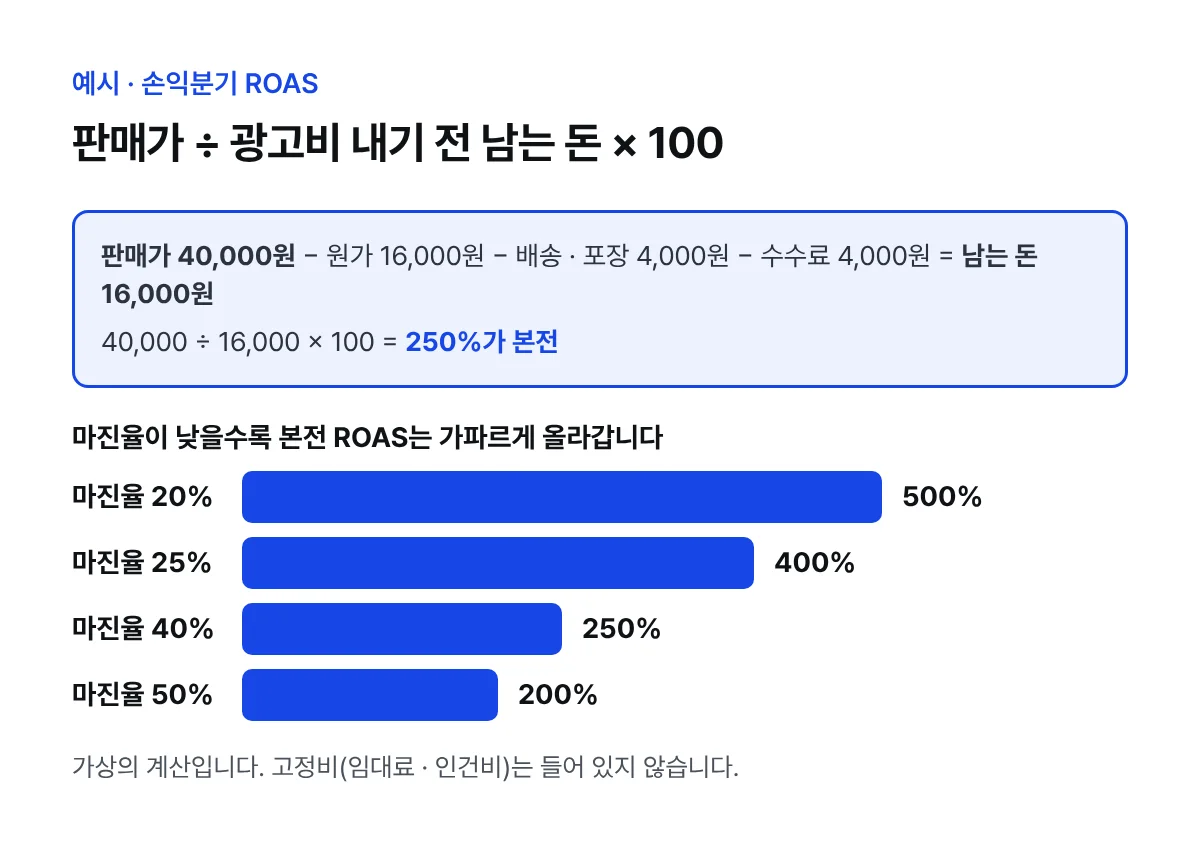 예시 · 손익분기 ROAS
판매가 ÷ 광고비 내기 전 남는 돈 × 100
판매가 40,000원 − 원가 16,000원 − 배송 · 포장 4,000원 − 수수료 4,000원 = 남는 돈
16,000원
40,000 ÷ 16,000 × 100 = 250%가 본전
마진율이 낮을수록 본전 ROAS는 가파르게 올라갑니다
마진율 20% 500%
마진율 25% 400%
마진율 40% 250%
마진율 50% 200%
가상의 계산입니다. 고정비(임대료 · 인건비)는 들어 있지 않습니다.